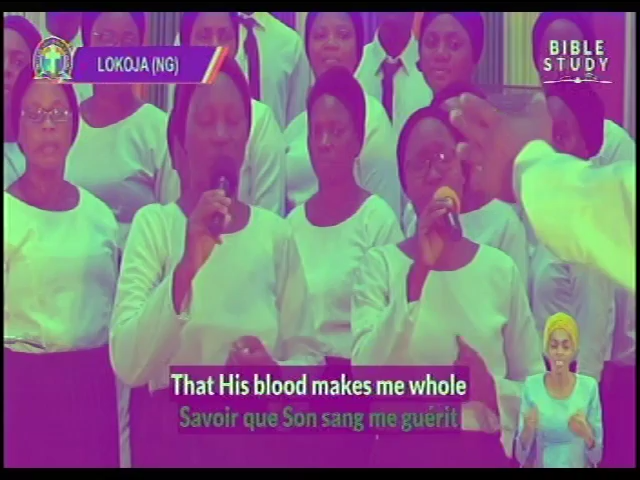 LOKOJA (NG)
BIBLE
STUDY
That His blood makes me whole
Savoir que Son sang me guérit